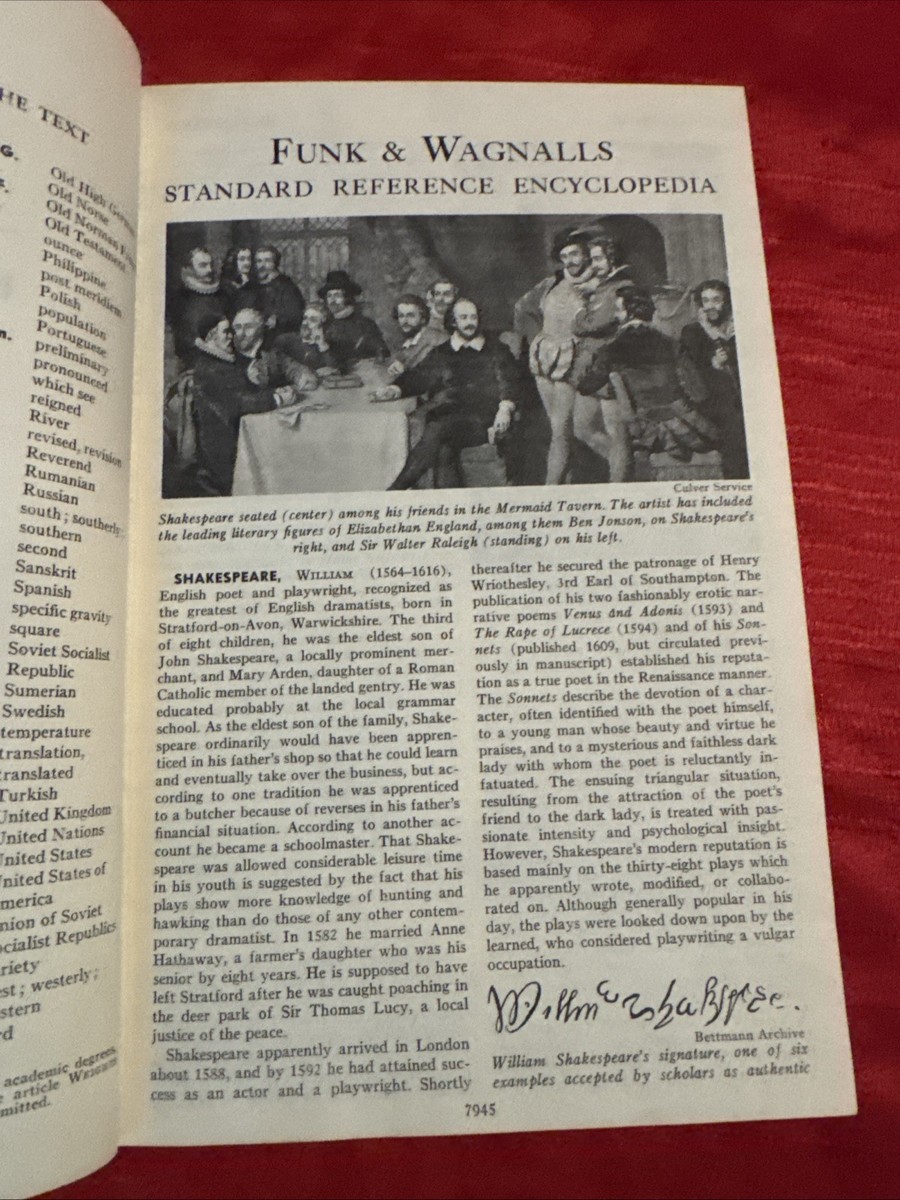 HE TEXT
G.
Old High
Old Norse
Old Norman
Old Testament
ounce
Philippine
post meridiem
Polish
population
n.
Portuguese
preliminary
pronounced
which see
reigned
River
revised, revision
Reverend
Rumanian
Russian
south; southerly;
southern
second
Sanskrit
Spanish
specific gravity
square
Soviet Socialist
Republic
Sumerian
Swedish
temperature
translation,
translated
Turkish
United Kingdom
United Nations
United States
United States of
merica
nion of Soviet
ocialist Republics
riety
est; westerly;
stern
rd
academic degrees,
e article
mitted.
FUNK & WAGNALLS
STANDARD REFERENCE ENCYCLOPEDIA
Culver Service
Shakespeare seated (center) among his friends in the Mermaid Tavern. The artist has included
the leading literary figures of Elizabethan England, among them Ben Jonson, on Shakespeare's
right, and Sir Walter Raleigh (standing) on his left.
SHAKESPEARE, WILLIAM (1564–1616),
English poet and playwright, recognized as
the greatest of English dramatists, born in
Stratford-on-Avon, Warwickshire. The third
of eight children, he was the eldest son of
John Shakespeare, a locally prominent mer-
chant, and Mary Arden, daughter of a Roman
Catholic member of the landed gentry. He was
educated probably at the local grammar
school. As the eldest son of the family, Shake-
speare ordinarily would have been appren-
ticed in his father's shop so that he could learn
and eventually take over the business, but ac-
cording to one tradition he was apprenticed
to a butcher because of reverses in his father's
financial situation. According to another ac-
count he became a schoolmaster. That Shake-
speare was allowed considerable leisure time
in his youth is suggested by the fact that his
plays show more knowledge of hunting and
hawking than do those of any other contem-
porary dramatist. In 1582 he married Anne
Hathaway, a farmer's daughter who was his
senior by eight years. He is supposed to have
left Stratford after he was caught poaching in
the deer park of Sir Thomas Lucy, a local
justice of the peace.
Shakespeare apparently arrived in London
about 1588, and by 1592 he had attained suc-
cess as an actor and a playwright. Shortly
thereafter he secured the patronage of Henry
Wriothesley, 3rd Earl of Southampton. The
publication of his two fashionably erotic nar-
rative poems Venus and Adonis (1593) and
The Rape of Lucrece (1594) and of his Son-
nets (published 1609, but circulated previ-
ously in manuscript) established his reputa-
tion as a true poet in the Renaissance manner.
The Sonnets describe the devotion of a char-
acter, often identified with the poet himself,
to a young man whose beauty and virtue he
praises, and to a mysterious and faithless dark
lady with whom the poet is reluctantly in-
fatuated. The ensuing triangular situation,
resulting from the attraction of the poet's
friend to the dark lady, is treated with pas-
sionate intensity and psychological insight.
However, Shakespeare's modern reputation is
based mainly on the thirty-eight plays which
he apparently wrote, modified, or collabo-
rated on. Although generally popular in his
day, the plays were looked down upon by the
learned, who considered playwriting a vulgar
occupation.
Bettmann Archive
William Shakespeare's signature, one of six
examples accepted by scholars as authentic
7945